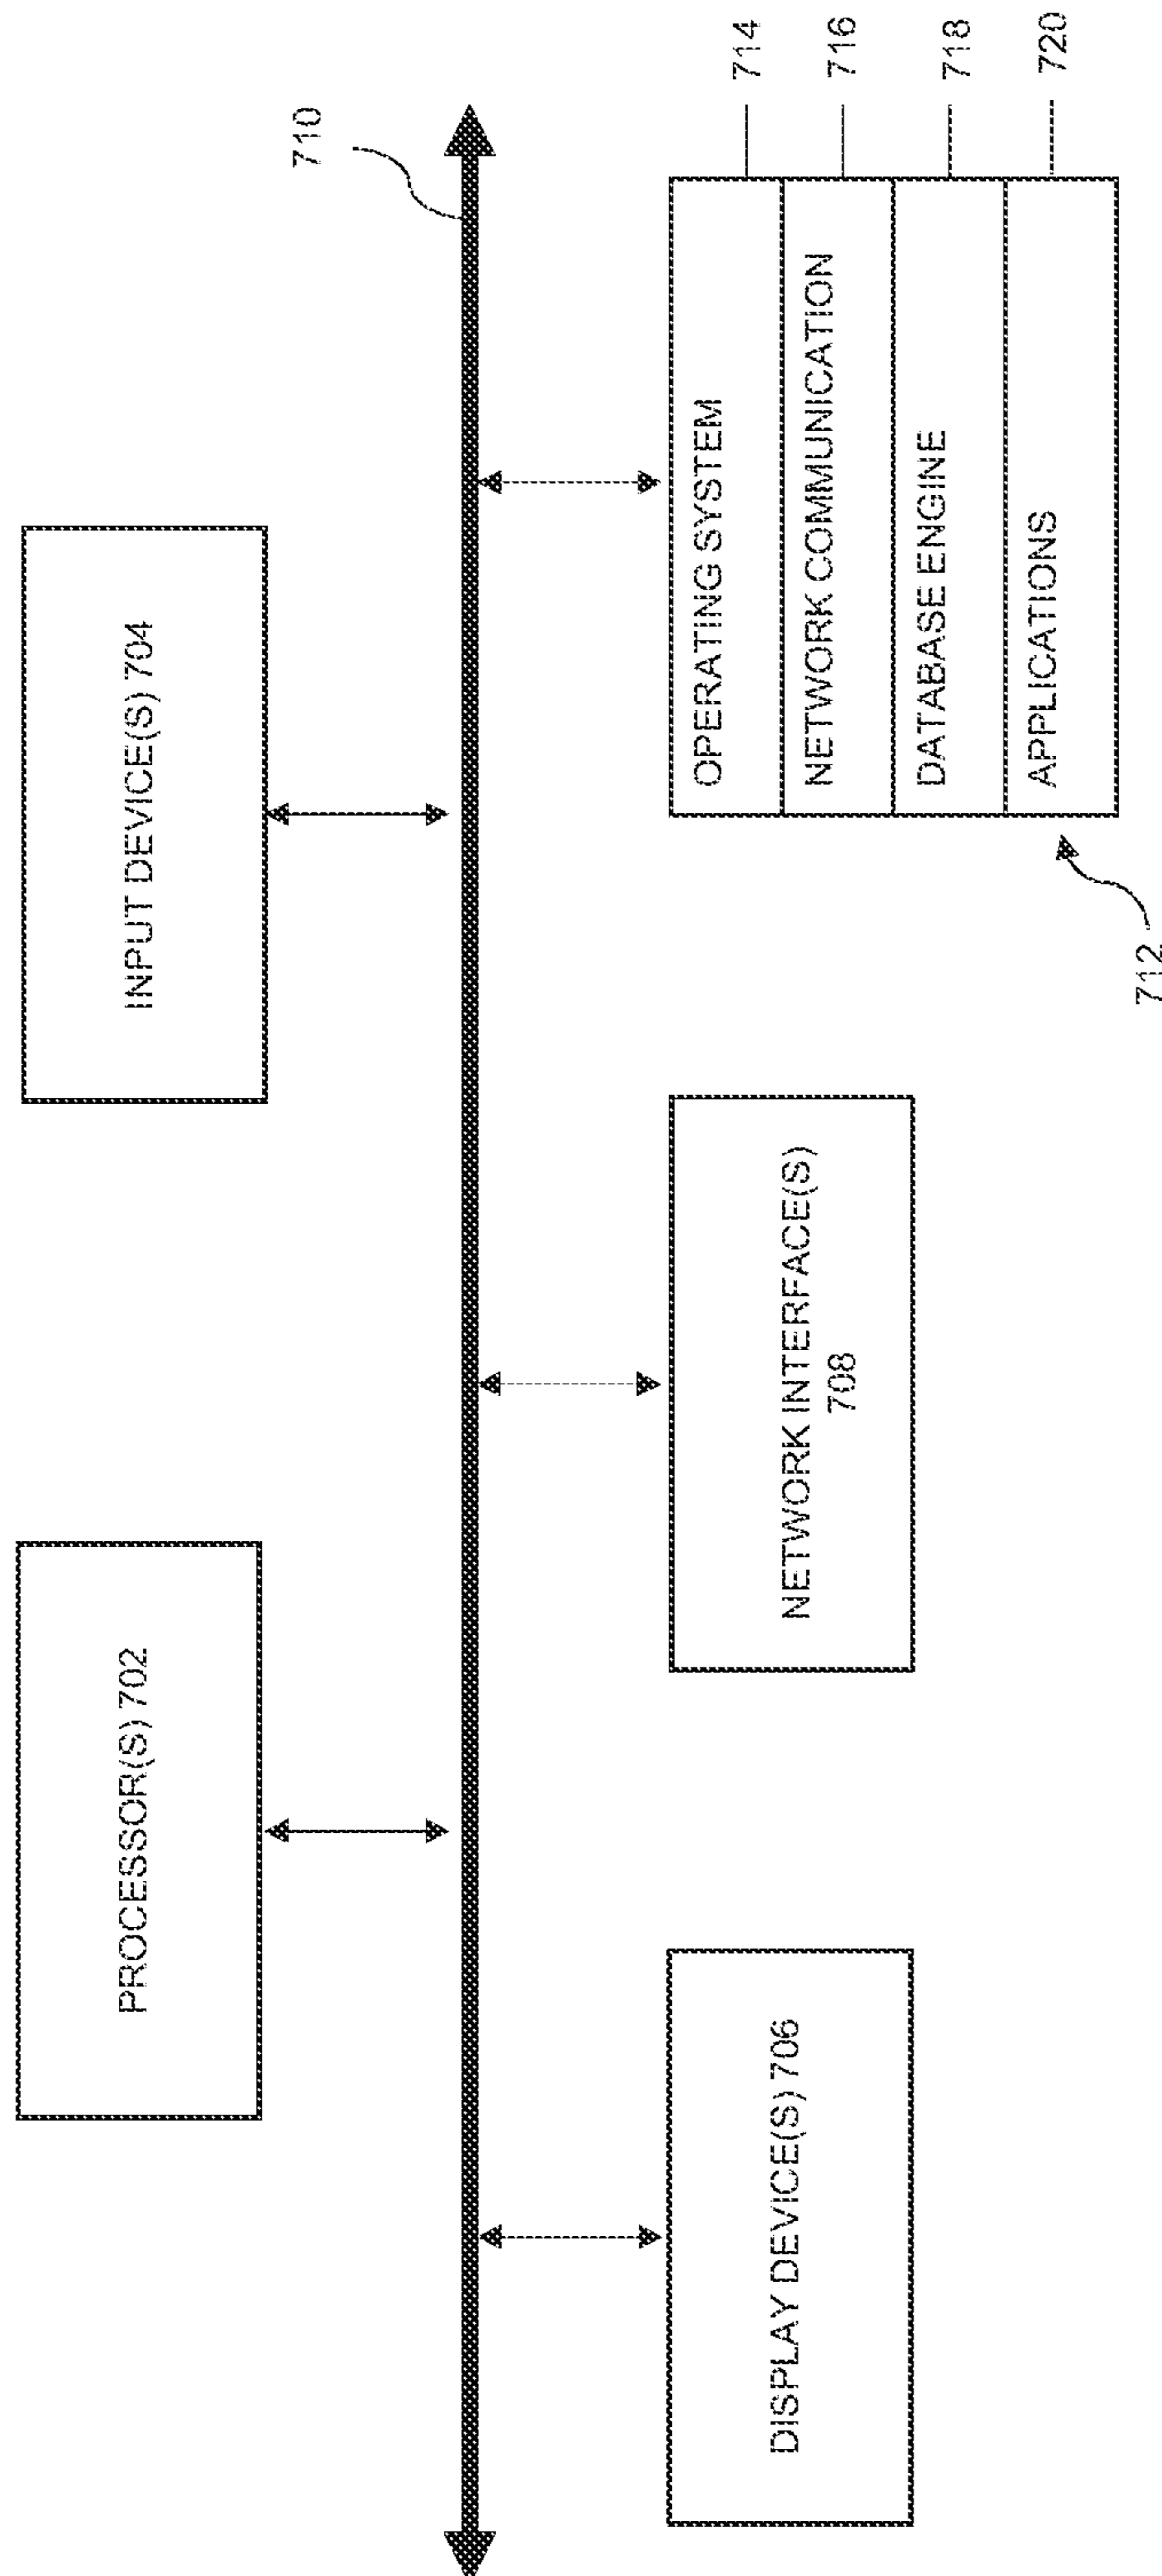 PROCESSOR(S) 702
INPUT DEVICE(S) 704
710
DISPLAY DEVICE(S) 706
NETWORK INTERFACE(S)
708
OPERATING SYSTEM
714
NETWORK COMMUNICATION
716
DATABASE ENGINE
718
APPLICATIONS
720
712